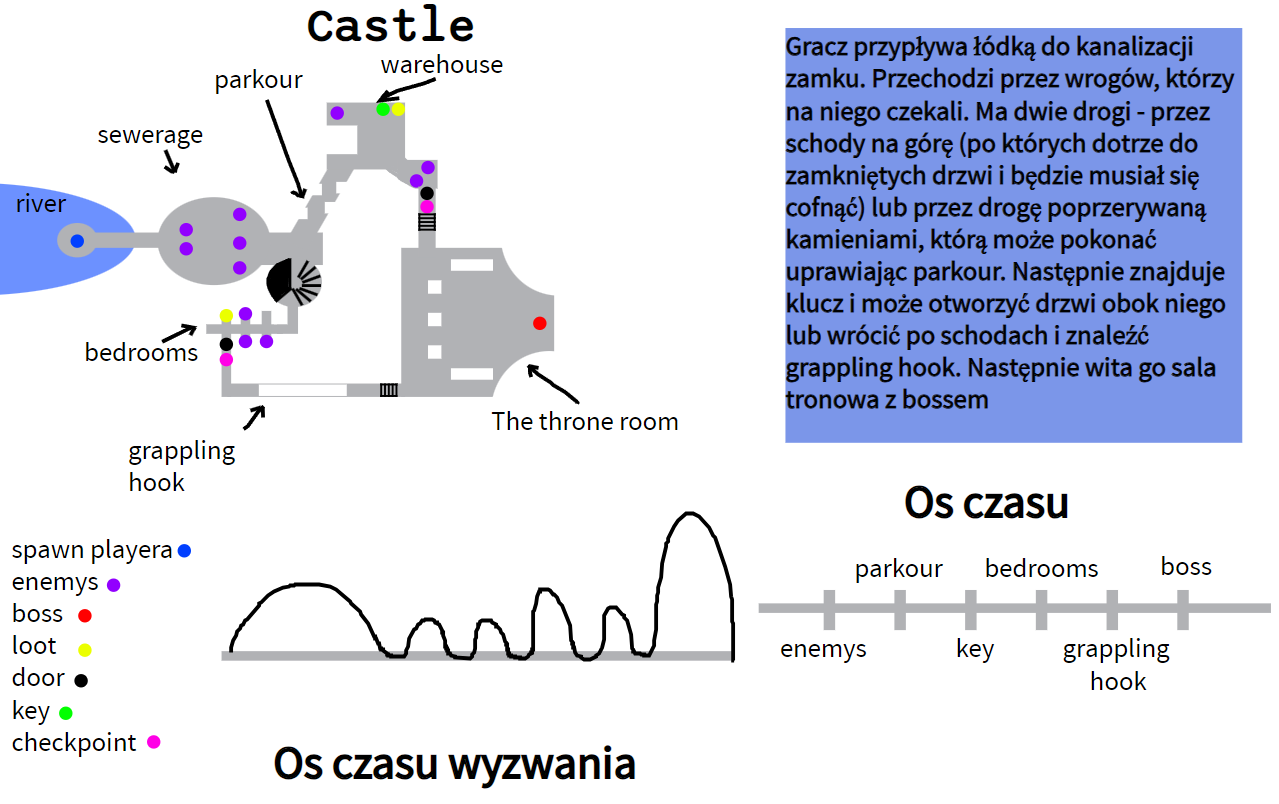 Castle
parkour
warehouse
sewerage
river
bedrooms
grappling
hook
The throne room
Gracz przypływa łódką do kanalizacji
zamku. Przechodzi przez wrogów, którzy
na niego czekali. Ma dwie drogi - przez
schody na górę (po których dotrze do
zamkniętych drzwi i będzie musiał się
cofnąć) lub przez drogę poprzerywaną
kamieniami, którą może pokonać
uprawiając parkour. Następnie znajduje
klucz i może otworzyć drzwi obok niego
lub wrócić po schodach i znaleźć
grappling hook. Następnie wita go sala
tronowa z bossem
spawn playera
enemys
boss
loot
door
key
checkpoint
Os czasu wyzwania
Os czasu
parkour
bedrooms
boss
enemys
key
grappling
hook